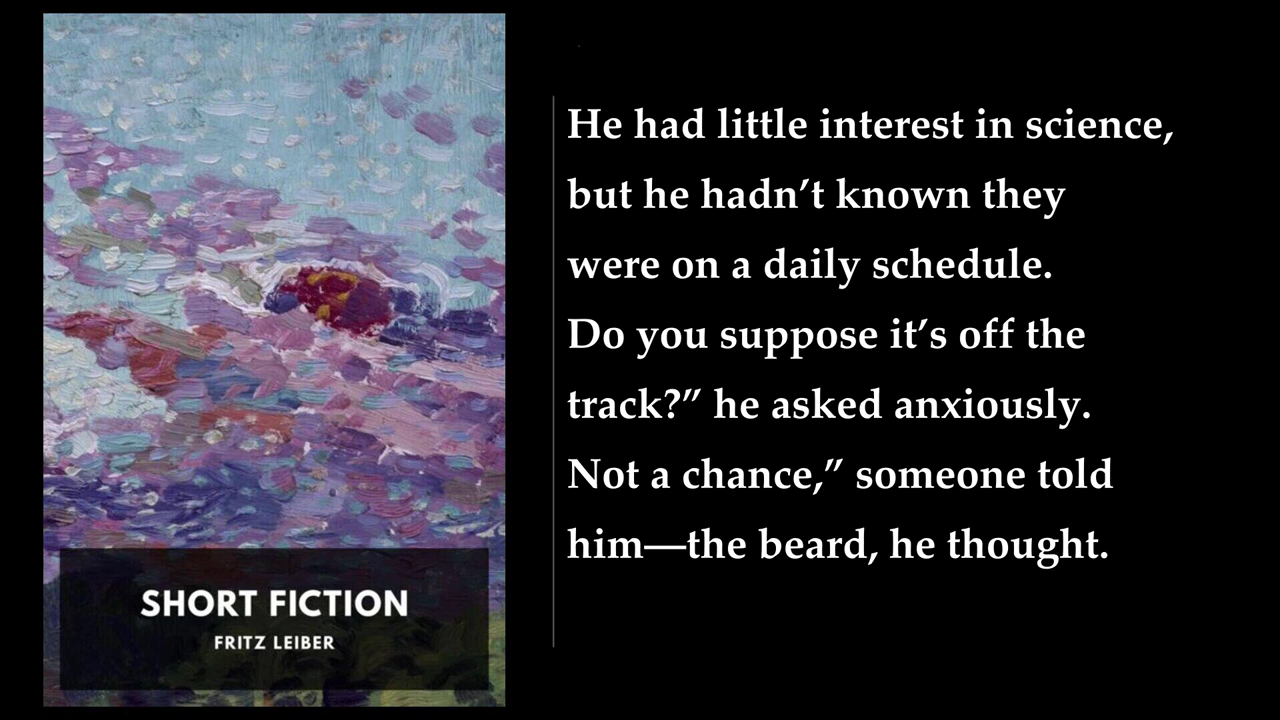 SHORT FICTION
FRITZ LEIBER
He had little interest in science,
but he hadn’t known they
were on a daily schedule.
Do you suppose it’s off the
track?” he asked anxiously.
Not a chance,” someone told
him—the beard, he thought.